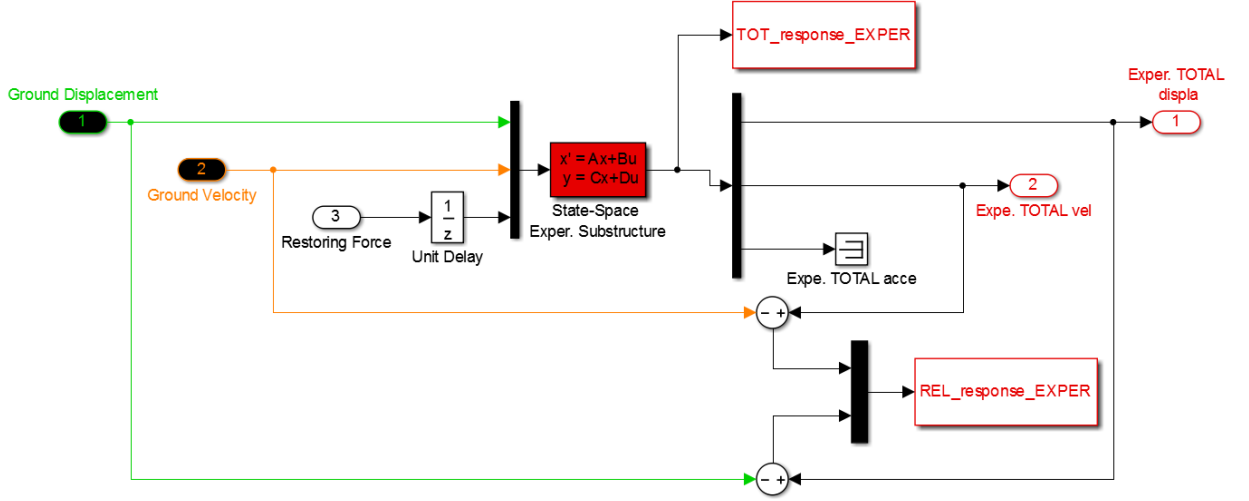 TOT_response_EXPER
Exper. TOTAL
displa
Ground Displacement
1
1
2
Ground Velocity
3
Restoring Force
1
z
Unit Delay
x' = Ax+Bu
y = Cx+Du
State-Space
Exper. Substructure
2
Expe. TOTAL vel
Expe. TOTAL acce
- +
REL_response_EXPER
- +